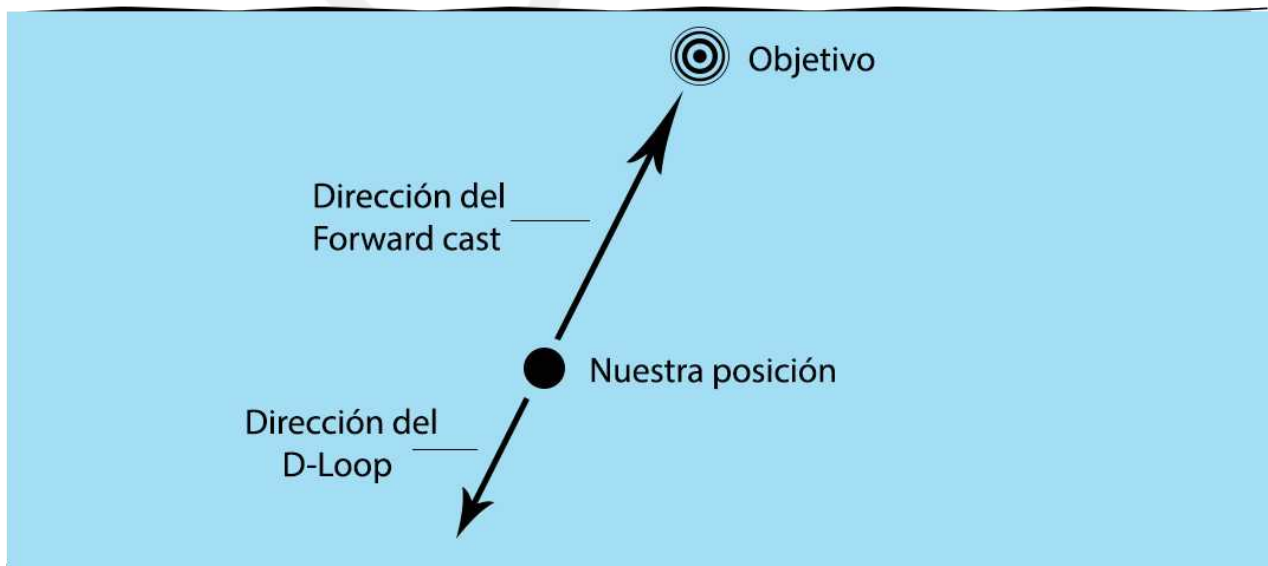 Objetivo
Dirección del
Forward cast
Nuestra posición
Dirección del
D-Loop